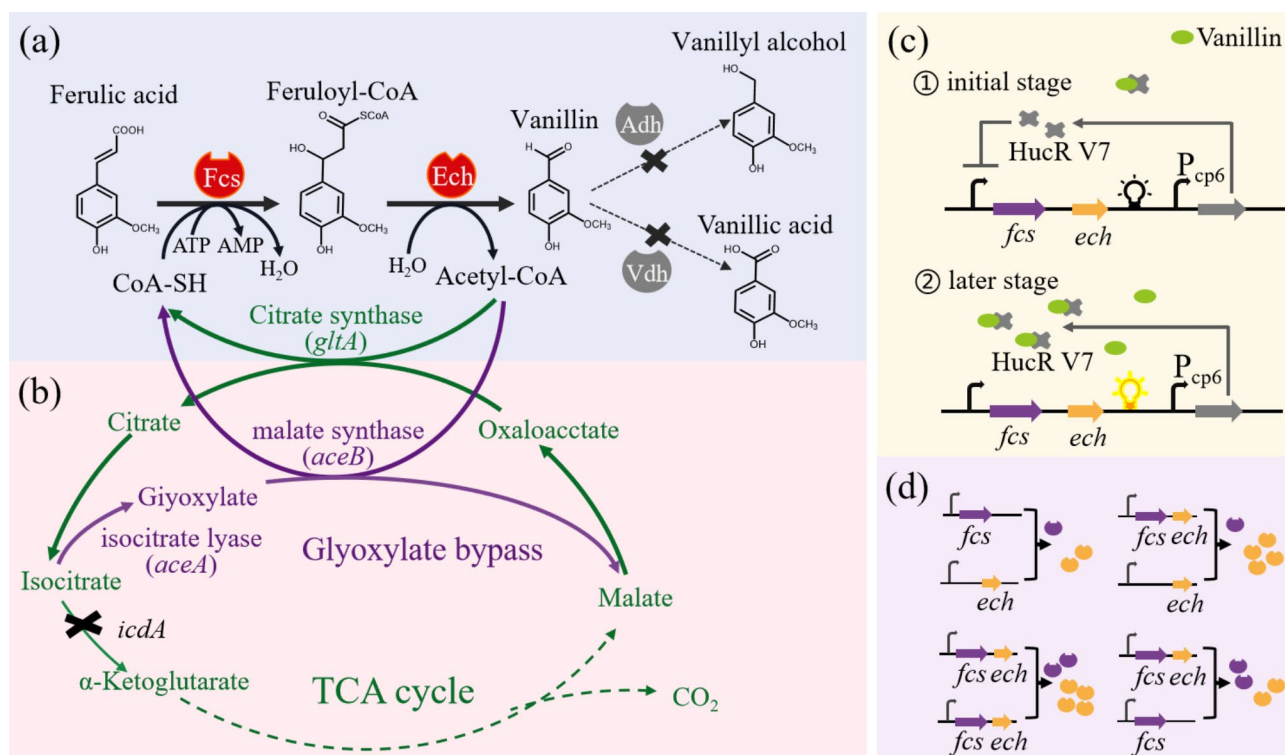 (a)
Ferulic acid
COOH
OCH₃
OH
Fcs
ATP
AMP
H₂O
CoA-SH
Feruloyl-CoA
O
SCoA
HO
OCH₃
OH
Ech
H₂O
Acetyl-CoA
Vanillin
O
OCH₃
OH
Adh
Vdh
Vanillyl alcohol
HO
OCH₃
OH
Vanillic acid
HO
O
OCH₃
OH
Citrate synthase
(gltA)
(b)
Citrate
Oxaloacctate
malate synthase
(aceB)
Giyoxylate
isocitrate lyase
(aceA)
Glyoxylate bypass
Isocitrate
Malate
icdA
α-Ketoglutarate
TCA cycle
CO₂
(c)
Vanillin
① initial stage
HucR V7
Pcp6
fcs
ech
② later stage
HucR V7
Pcp6
fcs
ech
(d)
fcs
ech
fcs ech
ech
fcs ech
fcs ech
fcs ech
fcs